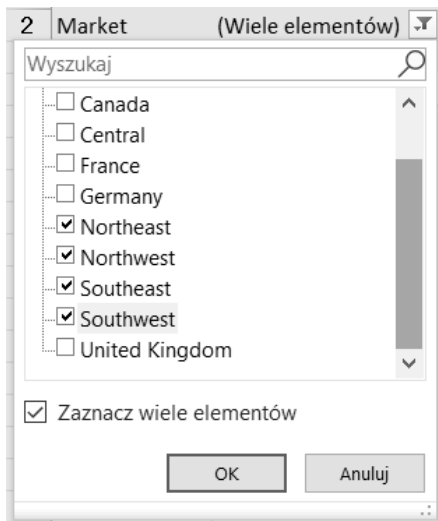 2 Market (Wiele elementów)
Wyszukaj
Canada
Central
France
Germany
Northeast
Northwest
Southeast
Southwest
United Kingdom
Zaznacz wiele elementów
OK Anuluj